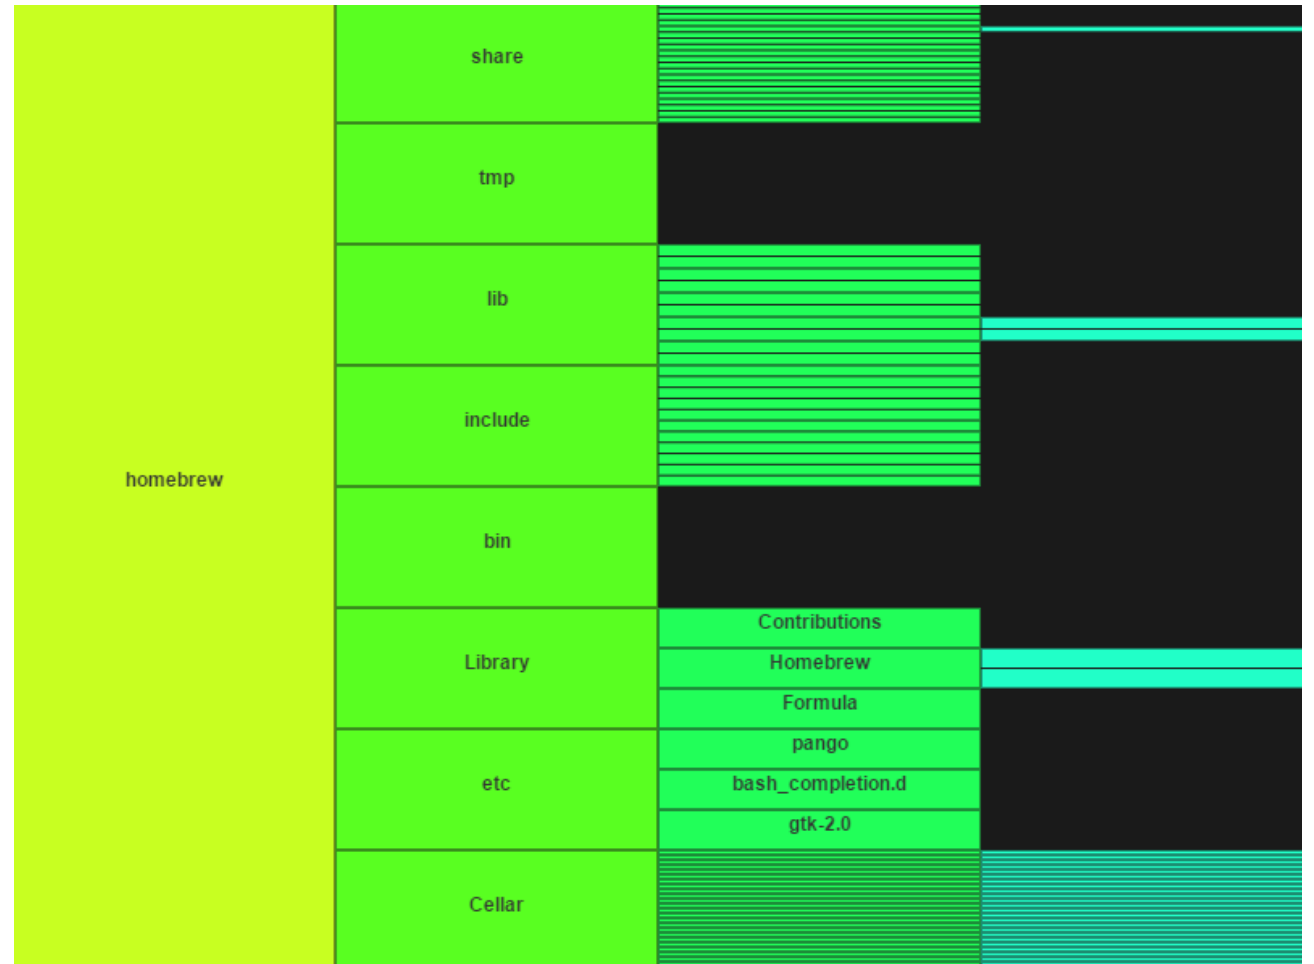 homebrew
share
tmp
lib
include
bin
Library
etc
Cellar
Contributions
Homebrew
Formula
pango
bash_completion.d
gtk-2.0